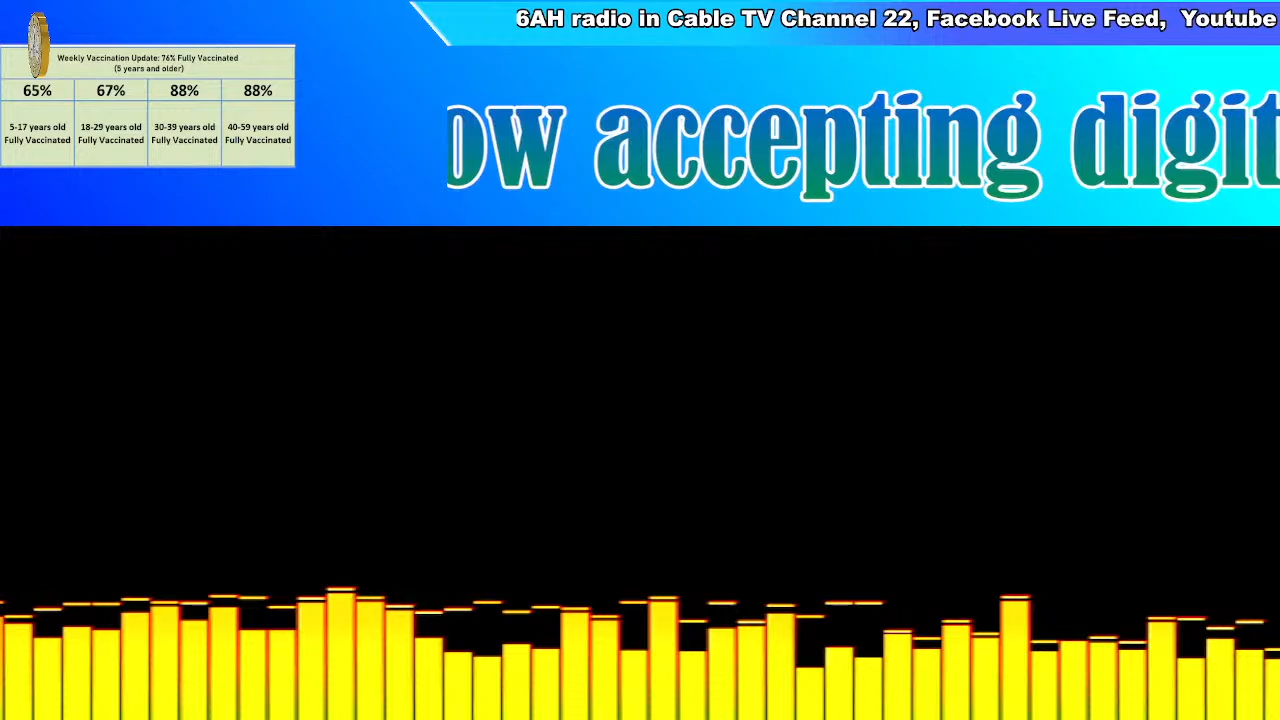 6AH radio in Cable TV Channel 22, Facebook Live Feed, Youtube
Weekly Vaccination Update: 76% Fully Vaccinated
(5 years and older)
65% 67% 88% 88%
5-17 years old 18-29 years old 30-39 years old 40-59 years old
Fully Vaccinated Fully Vaccinated Fully Vaccinated Fully Vaccinated
ow accepting digit